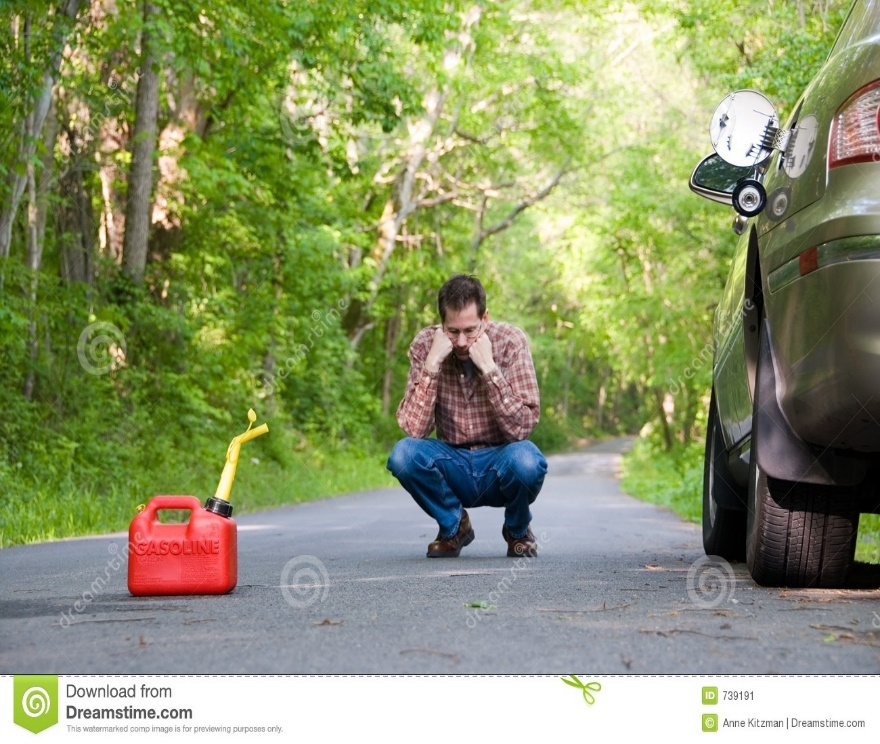 GASOLINE
dreamstime
Download from
Dreamstime.com
This watermarked comp image is for previewing purposes only.
739191
Anne Kitzman | Dreamstime.com